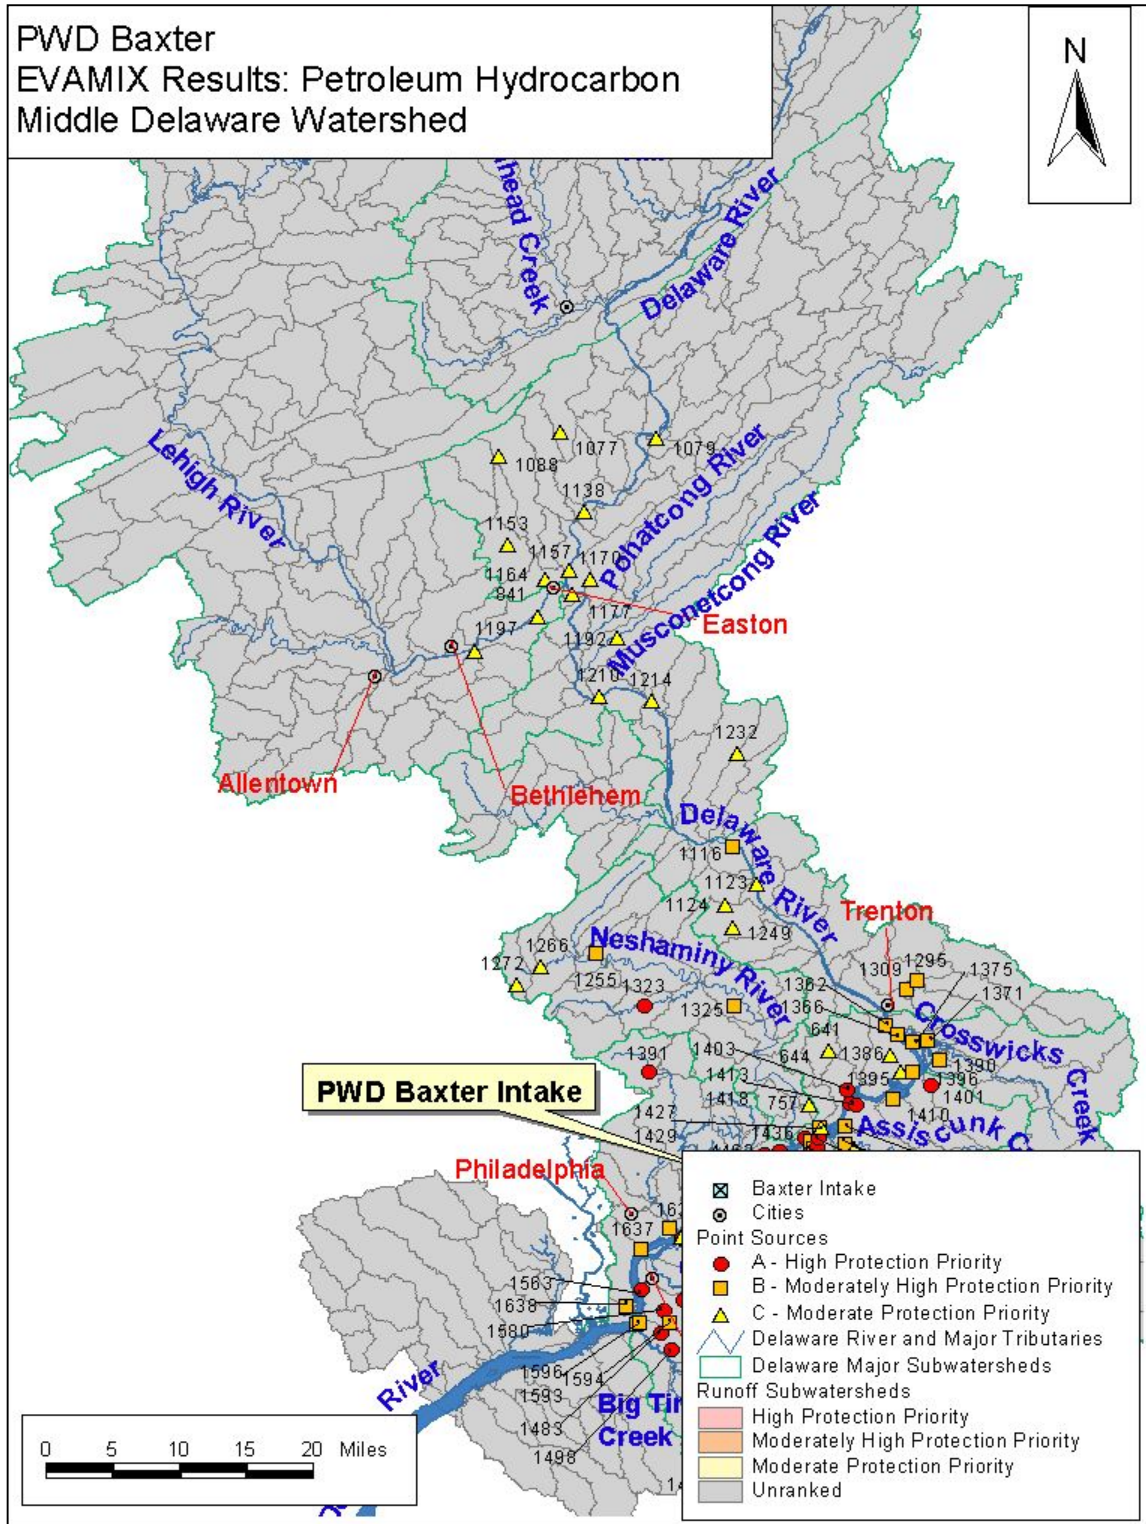 PWD Baxter
EVAMIX Results: Petroleum Hydrocarbon
Middle Delaware Watershed
N
head Creek
Delaware River
Lehigh River
1077
1079
1088
Pohatcong River
1138
1153
1157
1170
1164
841
1177
Easton
Musconetcong River
1197
1192
1210
1214
1232
Allentown
Bethlehem
Delaware River
1116
1123
1124
1249
Trenton
Neshaminy River
1266
1272
1255
1323
1325
1309
1295
1375
1362
1371
1366
641
Crosswicks Creek
1403
644
1386
1390
1391
1413
1395
1396
1401
1418
757
1410
PWD Baxter Intake
1427
Assiscunk C
1429
1436
Philadelphia
1637
1563
1638
1580
1596
1594
1593
1483
1498
River
Big Tim
Creek
Baxter Intake
Cities
Point Sources
A - High Protection Priority
B - Moderately High Protection Priority
C - Moderate Protection Priority
Delaware River and Major Tributaries
Delaware Major Subwatersheds
Runoff Subwatersheds
High Protection Priority
Moderately High Protection Priority
Moderate Protection Priority
Unranked
0 5 10 15 20 Miles